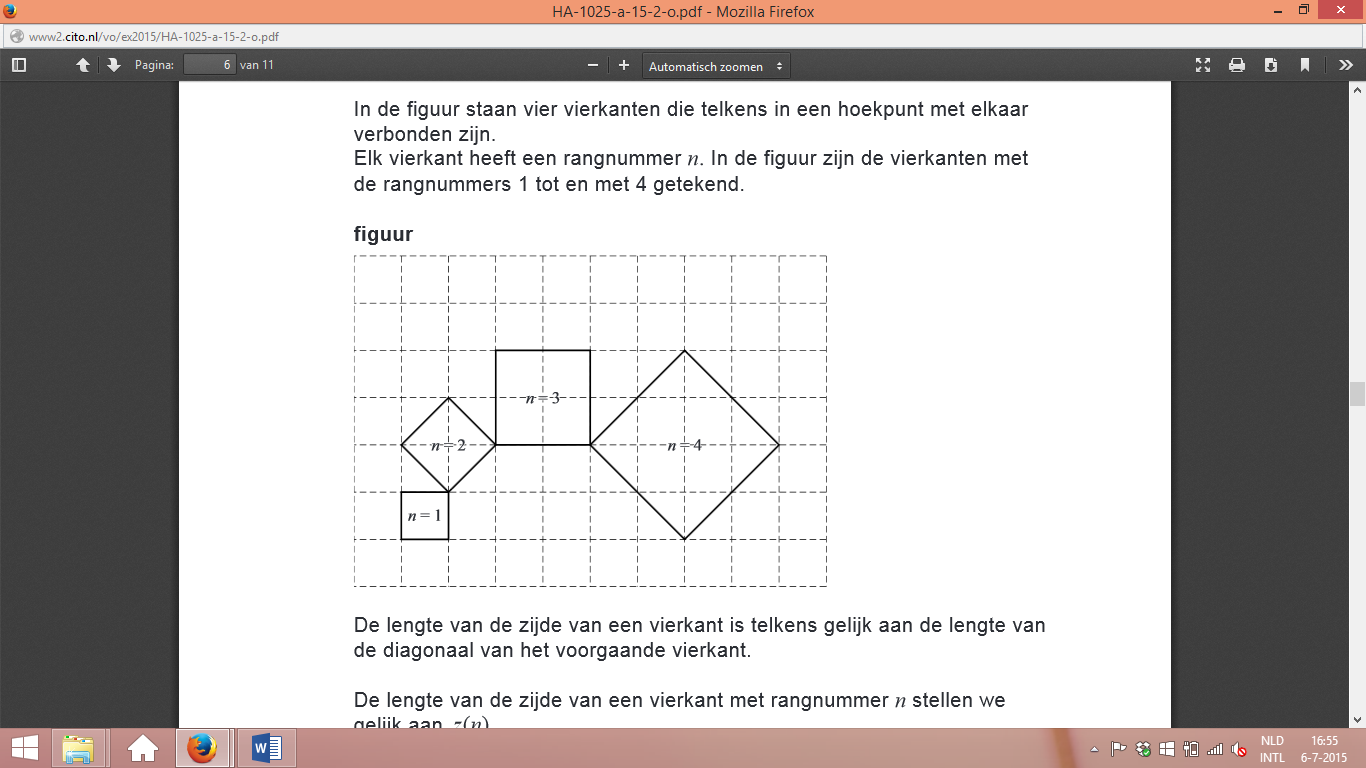 HA-1025-a-15-2-o.pdf - Mozilla Firefox
www2.cito.nl/vo/ex2015/HA-1025-a-15-2-o.pdf
Pagina: 6 van 11
Automatisch zoomen
In de figuur staan vier vierkanten die telkens in een hoekpunt met elkaar
verbonden zijn.
Elk vierkant heeft een rangnummer n. In de figuur zijn de vierkanten met
de rangnummers 1 tot en met 4 getekend.
figuur
n = 3
n = 2
n = 4
n = 1
De lengte van de zijde van een vierkant is telkens gelijk aan de lengte van
de diagonaal van het voorgaande vierkant.
De lengte van de zijde van een vierkant met rangnummer n stellen we
gelijk aan z(n)
NLD 16:55
INTL 6-7-2015